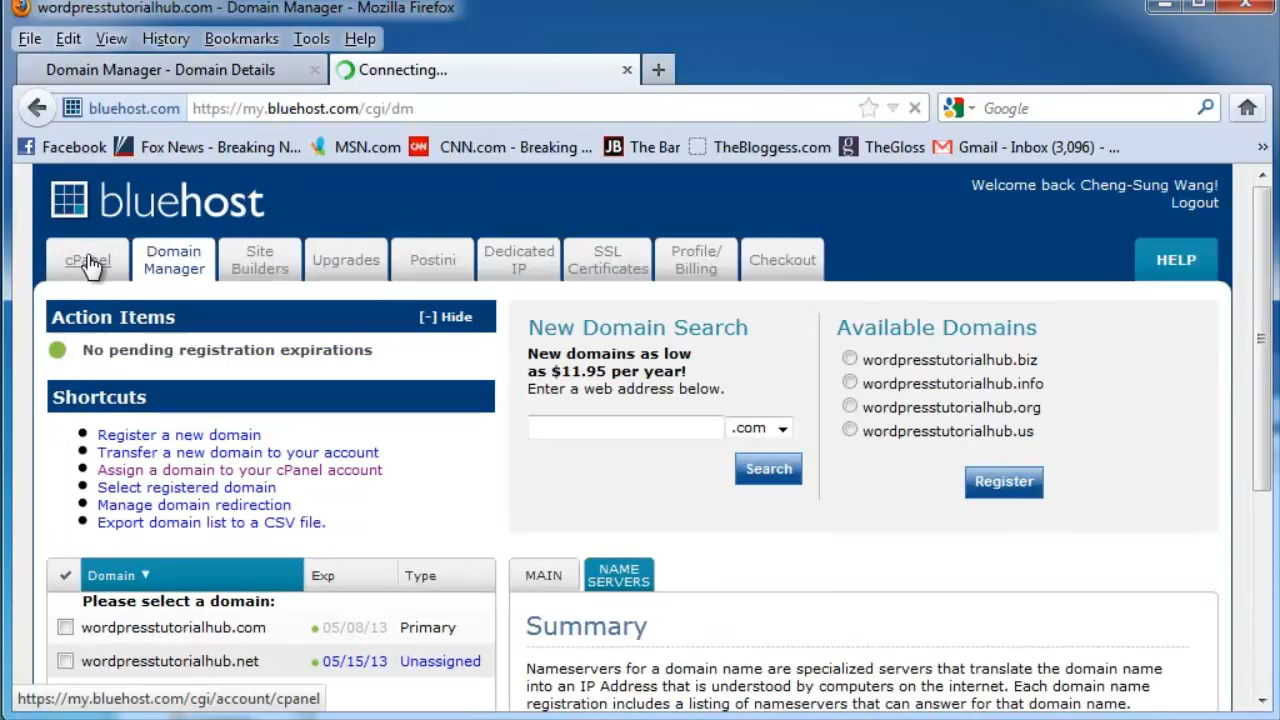 wordpresstutorialhub.com - Domain Manager - Mozilla Firefox
File Edit View History Bookmarks Tools Help
Domain Manager - Domain Details × Connecting... × +
bluehost.com https://my.bluehost.com/cgi/dm Google
Facebook Fox News - Breaking N... MSN.com CNN CNN.com - Breaking ... JB The Bar TheBloggess.com g TheGloss Gmail - Inbox (3,096) - ... »
bluehost
Welcome back Cheng-Sung Wang!
Logout
cPanel
Domain Manager
Site Builders
Upgrades
Postini
Dedicated IP
SSL Certificates
Profile/ Billing
Checkout
HELP
Action Items [-] Hide
No pending registration expirations
Shortcuts
Register a new domain
Transfer a new domain to your account
Assign a domain to your cPanel account
Select registered domain
Manage domain redirection
Export domain list to a CSV file.
New Domain Search
New domains as low
as $11.95 per year!
Enter a web address below.
.com
Search
Available Domains
wordpresstutorialhub.biz
wordpresstutorialhub.info
wordpresstutorialhub.org
wordpresstutorialhub.us
Register
Domain Exp Type
Please select a domain:
wordpresstutorialhub.com 05/08/13 Primary
wordpresstutorialhub.net 05/15/13 Unassigned
MAIN
NAME SERVERS
Summary
Nameservers for a domain name are specialized servers that translate the domain name
into an IP Address that is understood by computers on the internet. Each domain name
registration includes a listing of nameservers that can answer for that domain name.
https://my.bluehost.com/cgi/account/cpanel